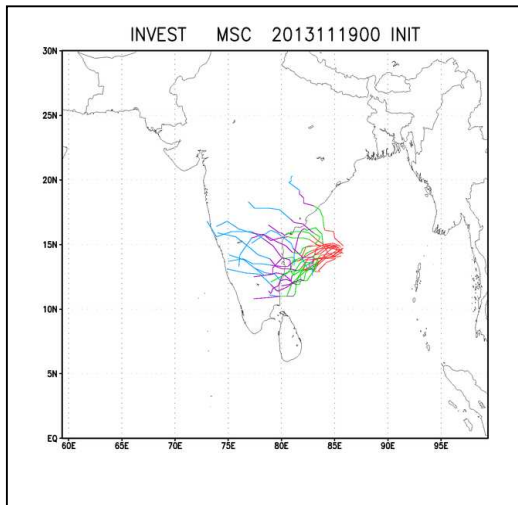 INVEST MSC 2013111900 INIT
30N
25N
20N
15N
10N
5N
EQ
60E 65E 70E 75E 80E 85E 90E 95E